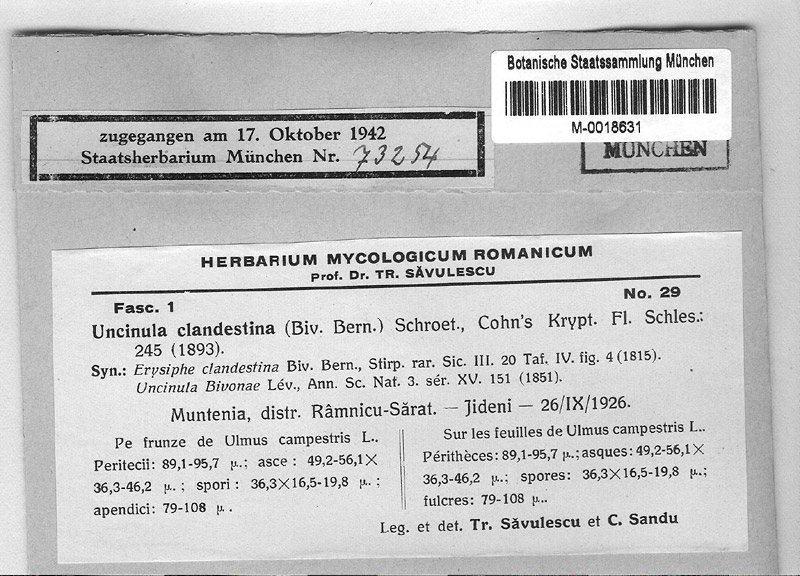 Botanische Staatssammlung München
M-0018631
MÜNCHEN
zugegangen am 17. Oktober 1942
Staatsherbarium München Nr. 73254
HERBARIUM MYCOLOGICUM ROMANICUM
Prof. Dr. TR. SĂVULESCU
Fasc. 1 No. 29
Uncinula clandestina (Biv. Bern.) Schroet., Cohn's Krypt. Fl. Schles.:
245 (1893).
Syn.: Erysiphe clandestina Biv. Bern., Stirp. rar. Sic. III. 20 Taf. IV. fig. 4 (1815).
Uncinula Bivonae Lév., Ann. Sc. Nat. 3. sér. XV. 151 (1851).
Muntenia, distr. Râmnicu-Sărat. — Jideni — 26/IX/1926.
Pe frunze de Ulmus campestris L..
Peritecii: 89,1-95,7 µ.; asce : 49,2-56,1×
36,3-46,2 µ. ; spori : 36,3×16,5-19,8 µ. ;
apendici: 79-108 µ .
Sur les feuilles de Ulmus campestris L..
Périthèces: 89,1-95,7 µ.; asques: 49,2-56,1×
36,3-46,2 µ.; spores: 36,3×16,5-19,8 µ.;
fulcres: 79-108 µ..
Leg. et det. Tr. Săvulescu et C. Sandu